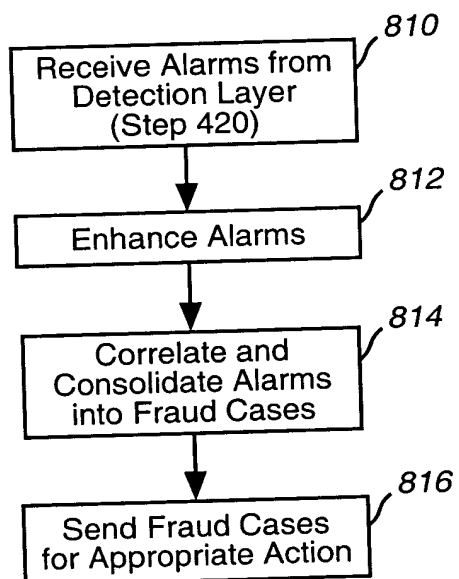 810
Receive Alarms from
Detection Layer
(Step 420)
812
Enhance Alarms
814
Correlate and
Consolidate Alarms
into Fraud Cases
816
Send Fraud Cases
for Appropriate Action